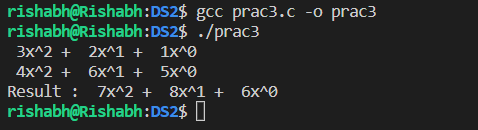 rishabh@Rishabh:DS2$ gcc prac3.c -o prac3
rishabh@Rishabh:DS2$ ./prac3
 3x^2 +  2x^1 +  1x^0
 4x^2 +  6x^1 +  5x^0
Result :  7x^2 +  8x^1 +  6x^0
rishabh@Rishabh:DS2$